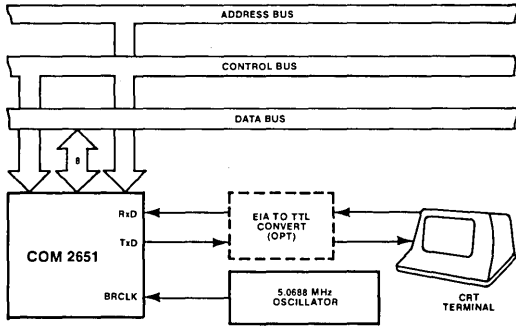 ADDRESS BUS
CONTROL BUS
DATA BUS
8
COM 2651
RxD
TxD
BRCLK
EIA TO TTL
CONVERT
(OPT)
5.0688 MHz
OSCILLATOR
CRT
TERMINAL